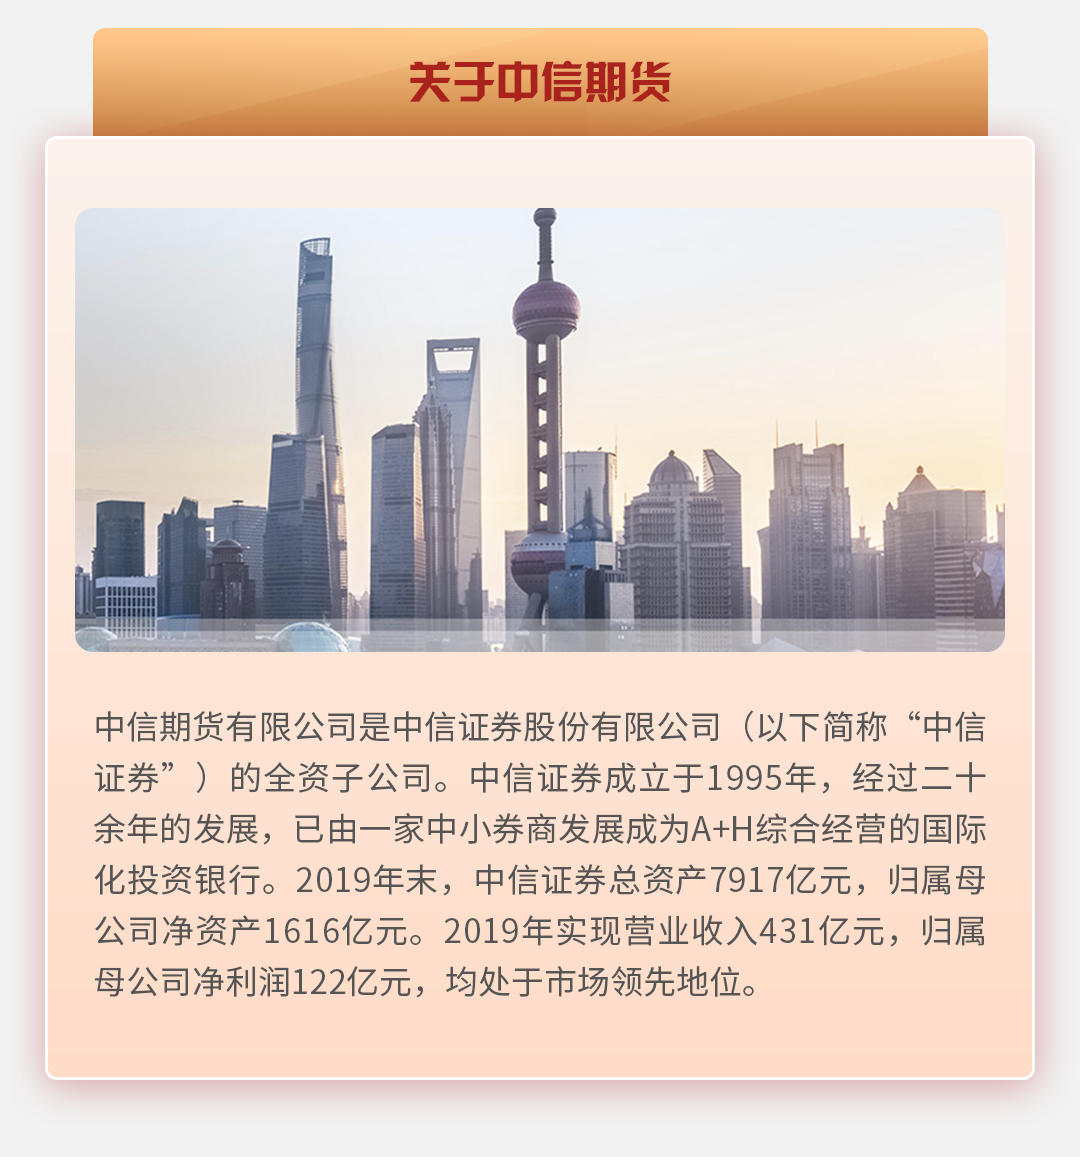 关于中信期货
中信期货有限公司是中信证券股份有限公司（以下简称“中信
证券”）的全资子公司。中信证券成立于1995年，经过二十
余年的发展，已由一家中小券商发展成为A+H综合经营的国际
化投资银行。2019年末，中信证券总资产7917亿元，归属母
公司净资产1616亿元。2019年实现营业收入431亿元，归属
母公司净利润122亿元，均处于市场领先地位。